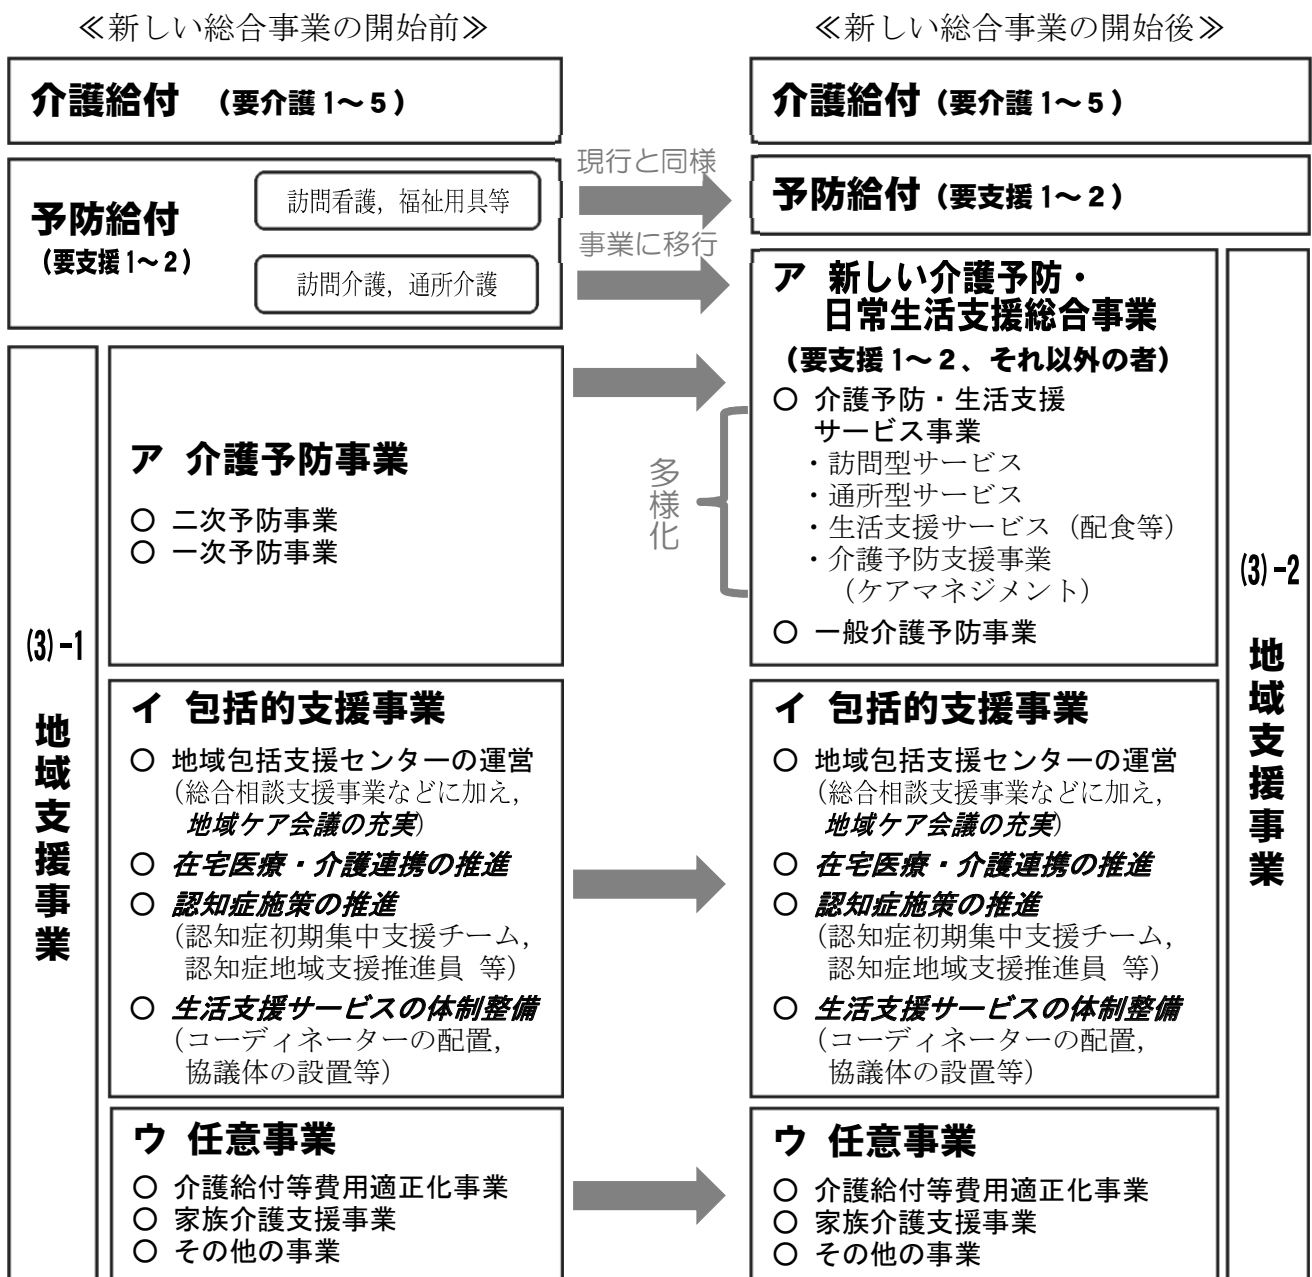 ≪新しい総合事業の開始前≫
介護給付 （要介護1～5）
予防給付
（要支援1～2）
訪問看護，福祉用具等
訪問介護，通所介護
(3)-1 地域支援事業
ア 介護予防事業
○ 二次予防事業
○ 一次予防事業
イ 包括的支援事業
○ 地域包括支援センターの運営
（総合相談支援事業などに加え，
地域ケア会議の充実）
○ 在宅医療・介護連携の推進
○ 認知症施策の推進
（認知症初期集中支援チーム，
認知症地域支援推進員 等）
○ 生活支援サービスの体制整備
（コーディネーターの配置，
協議体の設置等）
ウ 任意事業
○ 介護給付等費用適正化事業
○ 家族介護支援事業
○ その他の事業
現行と同様
事業に移行
多様化
≪新しい総合事業の開始後≫
介護給付（要介護1～5）
予防給付（要支援1～2）
ア 新しい介護予防・
日常生活支援総合事業
（要支援1～2、それ以外の者）
○ 介護予防・生活支援
サービス事業
・訪問型サービス
・通所型サービス
・生活支援サービス（配食等）
・介護予防支援事業
（ケアマネジメント）
○ 一般介護予防事業
イ 包括的支援事業
○ 地域包括支援センターの運営
（総合相談支援事業などに加え，
地域ケア会議の充実）
○ 在宅医療・介護連携の推進
○ 認知症施策の推進
（認知症初期集中支援チーム，
認知症地域支援推進員 等）
○ 生活支援サービスの体制整備
（コーディネーターの配置，
協議体の設置等）
ウ 任意事業
○ 介護給付等費用適正化事業
○ 家族介護支援事業
○ その他の事業
(3)-2 地域支援事業